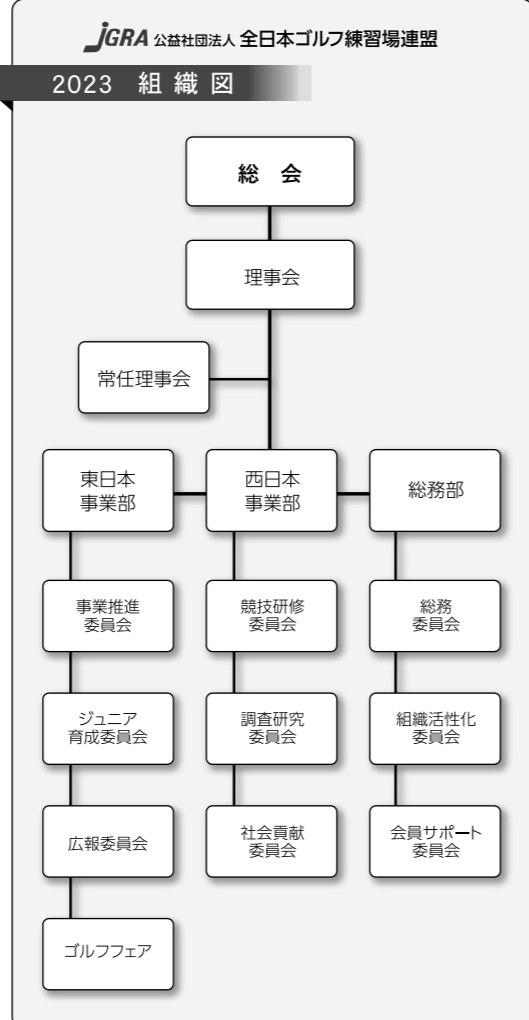 JGRA 公益社団法人 全日本ゴルフ練習場連盟
2023 組織図
総 会
理事会
常任理事会
東日本
事業部
西日本
事業部
総務部
事業推進
委員会
競技研修
委員会
総務
委員会
ジュニア
育成委員会
調査研究
委員会
組織活性化
委員会
広報委員会
社会貢献
委員会
会員サポート
委員会
ゴルフフェア